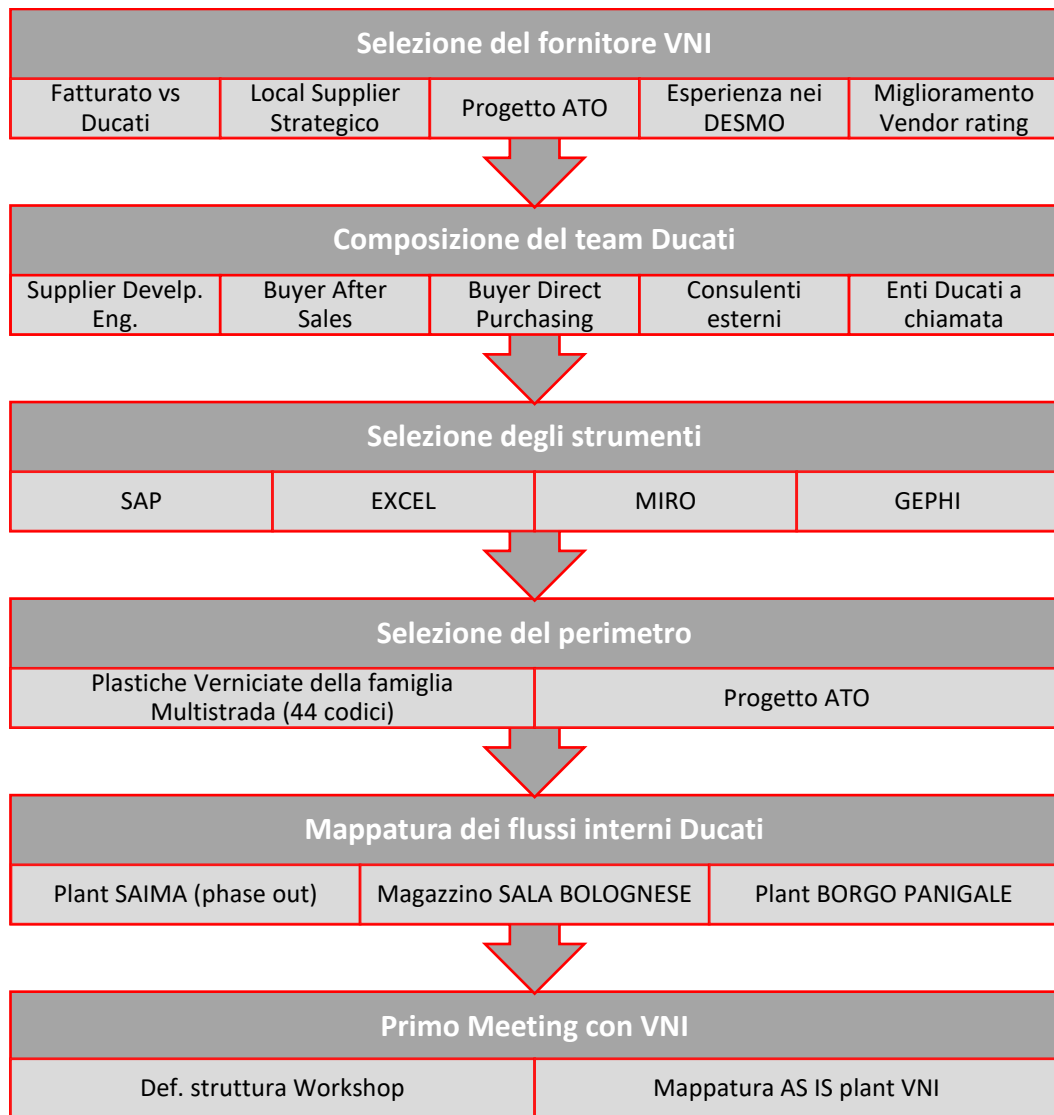 Selezione del fornitore VNI
Fatturato vs
Ducati
Local Supplier
Strategico
Progetto ATO
Esperienza nei
DESMO
Miglioramento
Vendor rating
Composizione del team Ducati
Supplier Develp.
Eng.
Buyer After
Sales
Buyer Direct
Purchasing
Consulenti
esterni
Enti Ducati a
chiamata
Selezione degli strumenti
SAP
EXCEL
MIRO
GEPHI
Selezione del perimetro
Plastiche Verniciate della famiglia
Multistrada (44 codici)
Progetto ATO
Mappatura dei flussi interni Ducati
Plant SAIMA (phase out)
Magazzino SALA BOLOGNESE
Plant BORGO PANIGALE
Primo Meeting con VNI
Def. struttura Workshop
Mappatura AS IS plant VNI